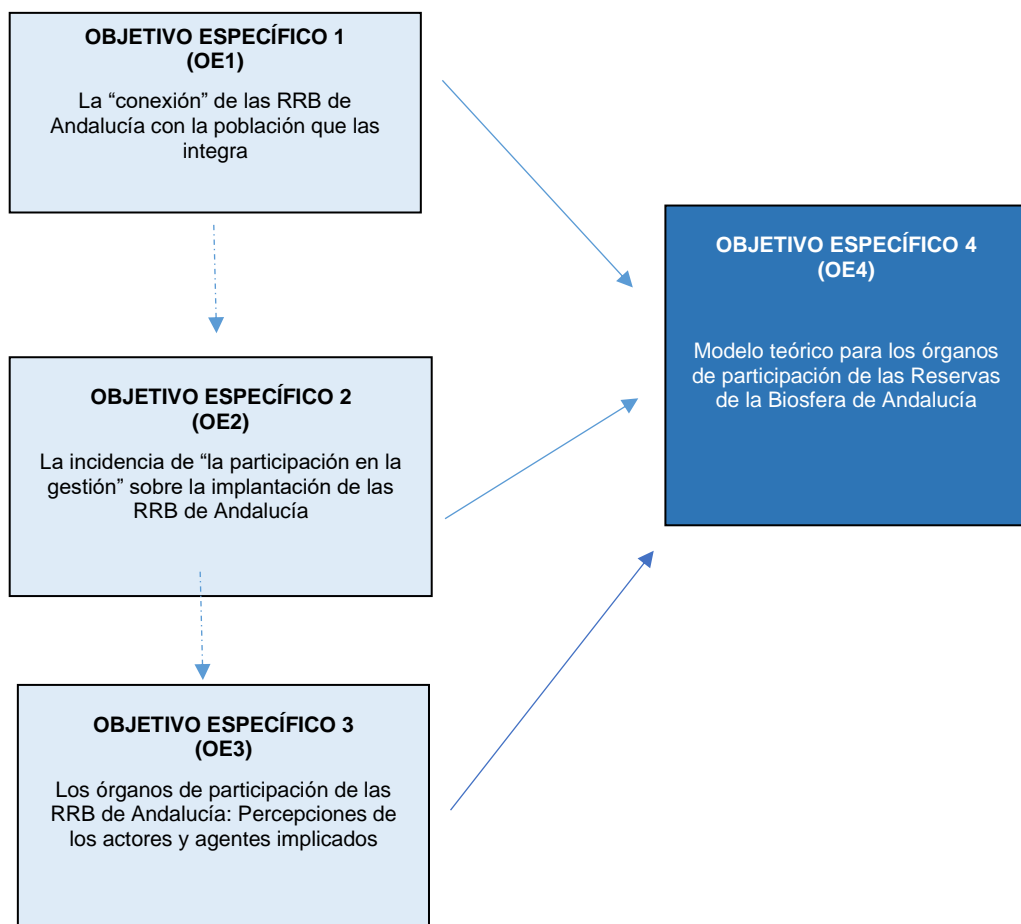 OBJETIVO ESPECÍFICO 1
(OE1)
La “conexión” de las RRB de
Andalucía con la población que las
integra
OBJETIVO ESPECÍFICO 2
(OE2)
La incidencia de “la participación en la
gestión” sobre la implantación de las
RRB de Andalucía
OBJETIVO ESPECÍFICO 3
(OE3)
Los órganos de participación de las
RRB de Andalucía: Percepciones de
los actores y agentes implicados
OBJETIVO ESPECÍFICO 4
(OE4)
Modelo teórico para los órganos
de participación de las Reservas
de la Biosfera de Andalucía